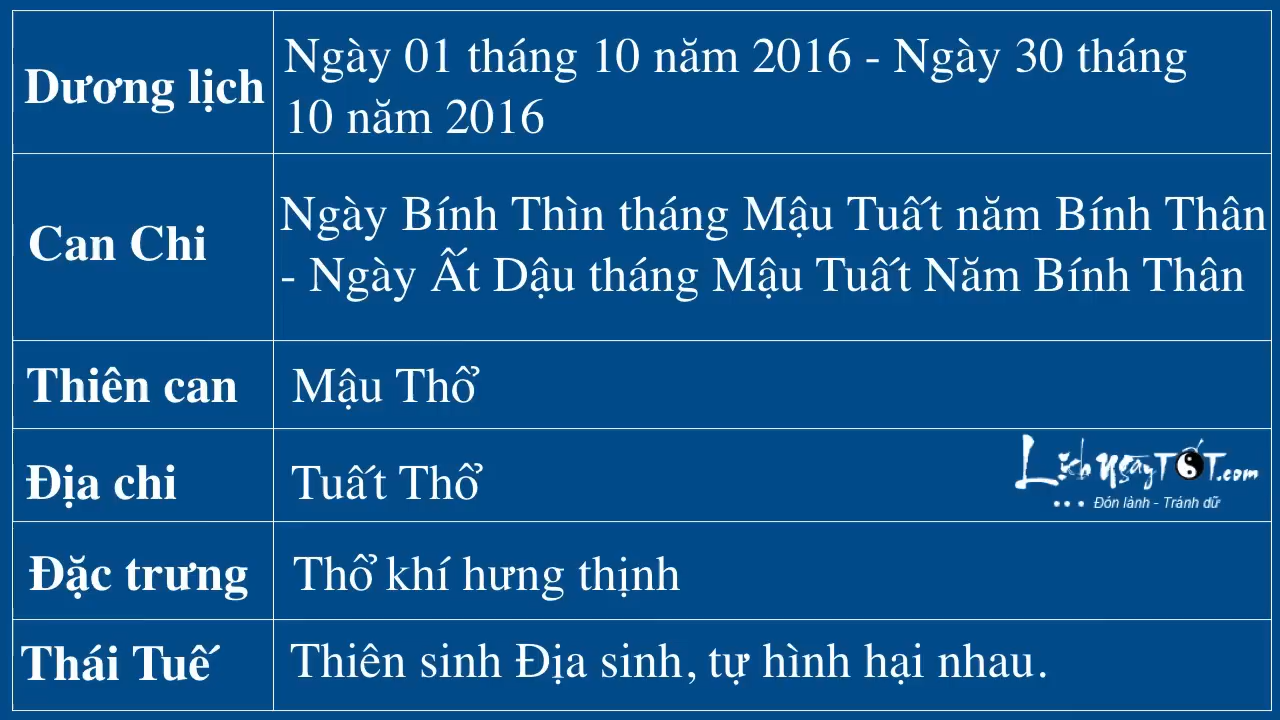 Dương lịch
Ngày 01 tháng 10 năm 2016 - Ngày 30 tháng
10 năm 2016
Can Chi
Ngày Bính Thìn tháng Mậu Tuất năm Bính Thân
- Ngày Ất Dậu tháng Mậu Tuất Năm Bính Thân
Thiên can
Mậu Thổ
Địa chi
Tuất Thổ
LịchngàyTỐT.com
Đón lành - Tránh dữ
Đặc trưng
Thổ khí hưng thịnh
Thái Tuế
Thiên sinh Địa sinh, tự hình hại nhau.